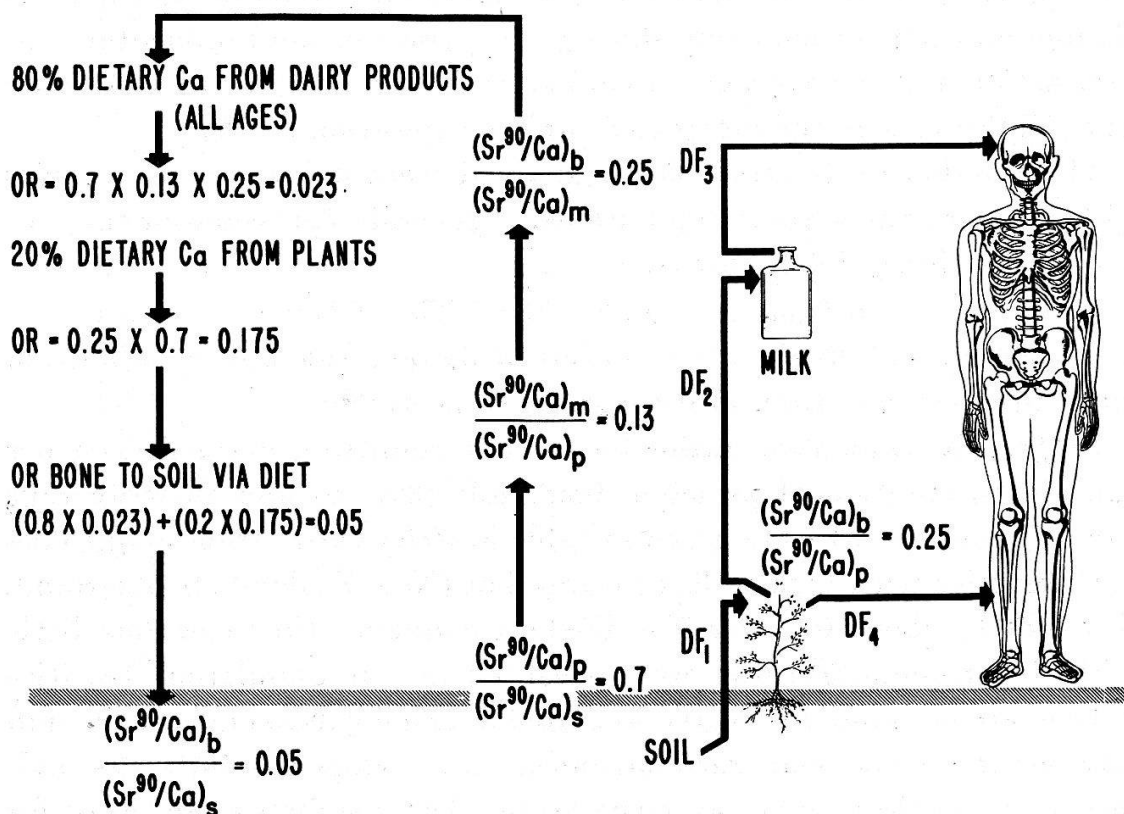 80% DIETARY Ca FROM DAIRY PRODUCTS
(ALL AGES)
OR = 0.7 X 0.13 X 0.25=0.023
20% DIETARY Ca FROM PLANTS
OR = 0.25 X 0.7 = 0.175
OR BONE TO SOIL VIA DIET
(0.8 X 0.023)+(0.2 X 0.175)=0.05
(Sr⁹⁰/Ca)b
= 0.05
(Sr⁹⁰/Ca)s
(Sr⁹⁰/Ca)b
=0.25
(Sr⁹⁰/Ca)m
(Sr⁹⁰/Ca)m
= 0.13
(Sr⁹⁰/Ca)p
(Sr⁹⁰/Ca)p
= 0.7
(Sr⁹⁰/Ca)s
DF₃
MILK
DF₂
(Sr⁹⁰/Ca)b
= 0.25
(Sr⁹⁰/Ca)p
DF₁
DF₄
SOIL